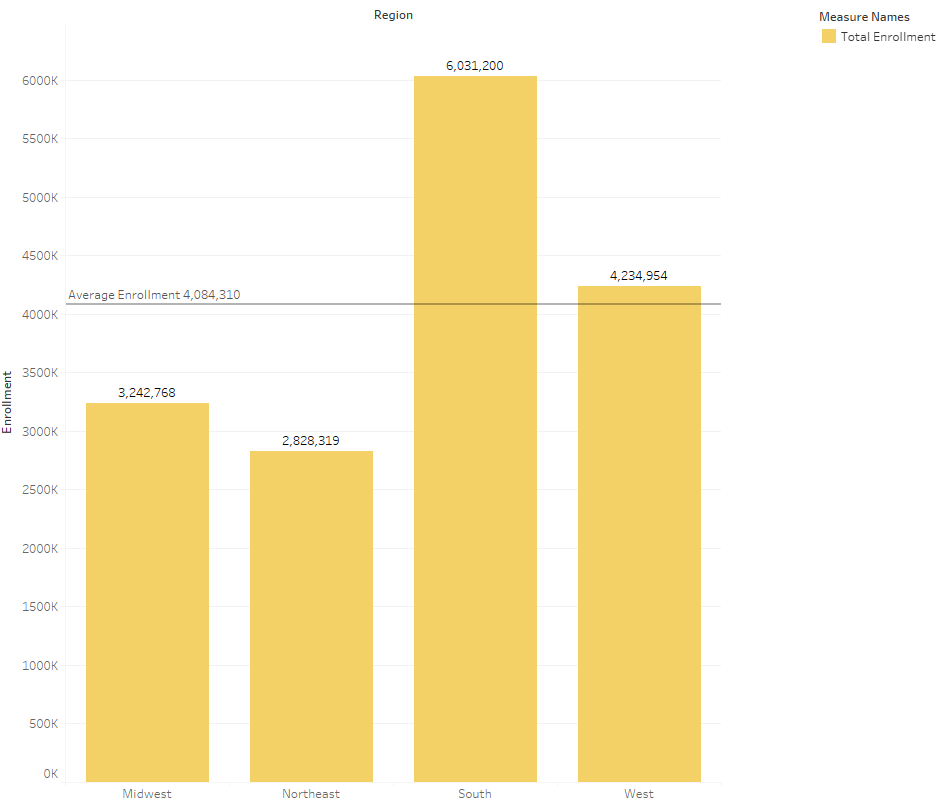 Region
Measure Names
Total Enrollment
6,031,200
6000K
5500K
5000K
4500K
4,234,954
Average Enrollment 4,084,310
4000K
3500K
3,242,768
Enrollment
3000K
2,828,319
2500K
2000K
1500K
1000K
500K
0K
Midwest Northeast South West